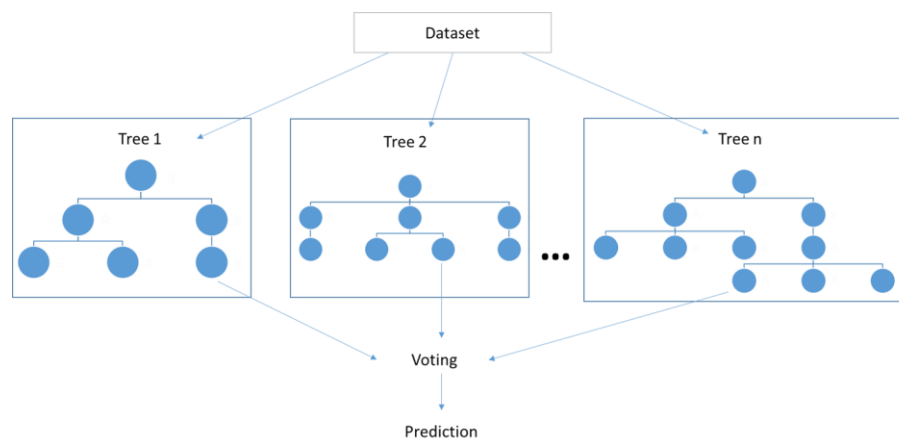 Dataset
Tree 1
Tree 2
Tree n
...
Voting
Prediction